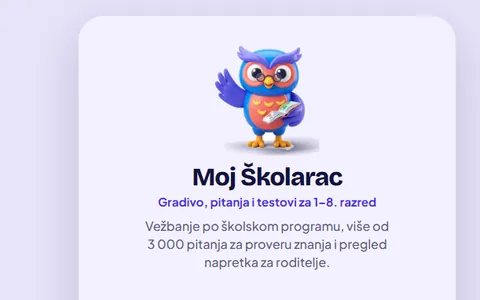 Moj Školarac
Gradivo, pitanja i testovi za 1–8. razred
Vežbanje po školskom programu, više od
3 000 pitanja za proveru znanja i pregled
napretka za roditelje.